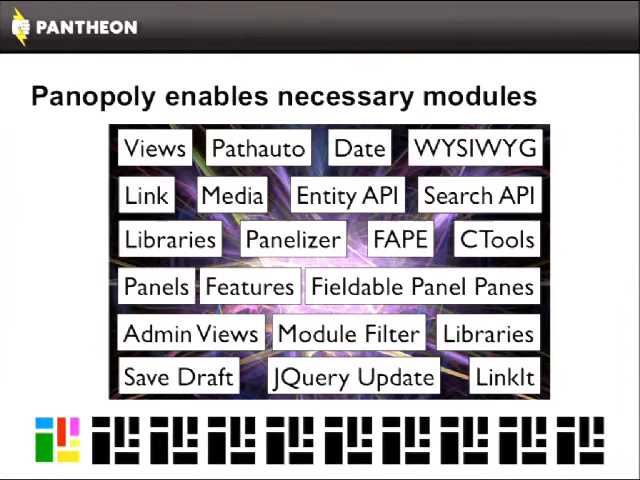 PANTHEON
Panopoly enables necessary modules
Views Pathauto Date WYSIWYG
Link Media Entity API Search API
Libraries Panelizer FAPE CTools
Panels Features Fieldable Panel Panes
Admin Views Module Filter Libraries
Save Draft JQuery Update LinkIt